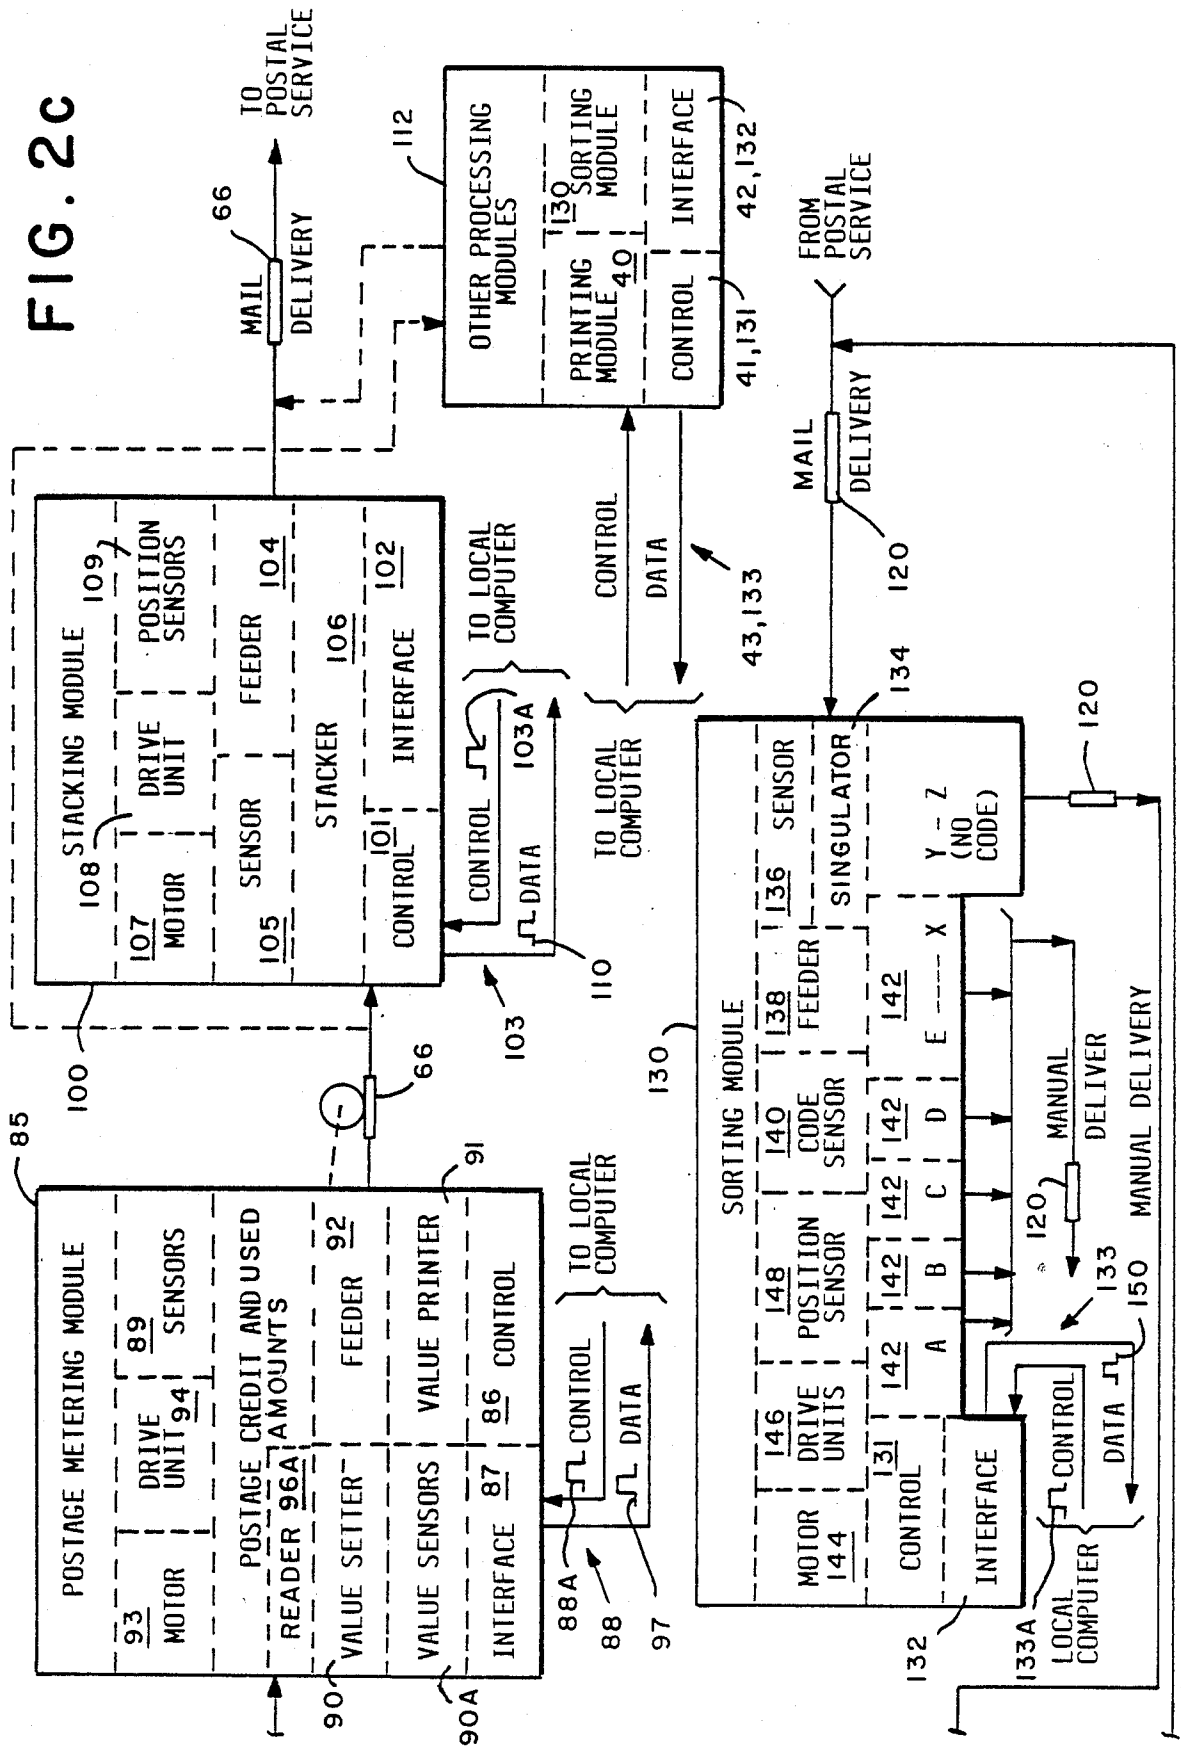 FIG. 2c
85
POSTAGE METERING MODULE
93
MOTOR
DRIVE
UNIT 94
89
SENSORS
POSTAGE CREDIT AND USED
READER 96A AMOUNTS
VALUE SETTER
FEEDER
92
90
VALUE SENSORS
VALUE PRINTER
91
90A
INTERFACE
87
86
CONTROL
88A
CONTROL
88
DATA
97
TO LOCAL
COMPUTER
66
100
STACKING MODULE
107
MOTOR
108
DRIVE
UNIT
109
POSITION
SENSORS
105
SENSOR
FEEDER
104
STACKER
106
CONTROL
101
INTERFACE
102
103
CONTROL
103A
110
DATA
TO LOCAL
COMPUTER
MAIL
DELIVERY
66
TO
POSTAL
SERVICE
112
OTHER PROCESSING
MODULES
PRINTING
MODULE
40
130
SORTING
MODULE
CONTROL
INTERFACE
41,131
42,132
CONTROL
DATA
TO LOCAL
COMPUTER
43,133
130
SORTING MODULE
MOTOR
144
146
DRIVE
UNITS
148
POSITION
SENSOR
140
CODE
SENSOR
138
FEEDER
136
SENSOR
SINGULATOR
134
131
CONTROL
INTERFACE
132
142
A
142
B
142
C
142
D
142
E ---- X
Y - Z
(NO
CODE)
MAIL
DELIVERY
120
FROM
POSTAL
SERVICE
120
MANUAL
DELIVER
120
MANUAL DELIVERY
133
150
133A
CONTROL
DATA
LOCAL
COMPUTER